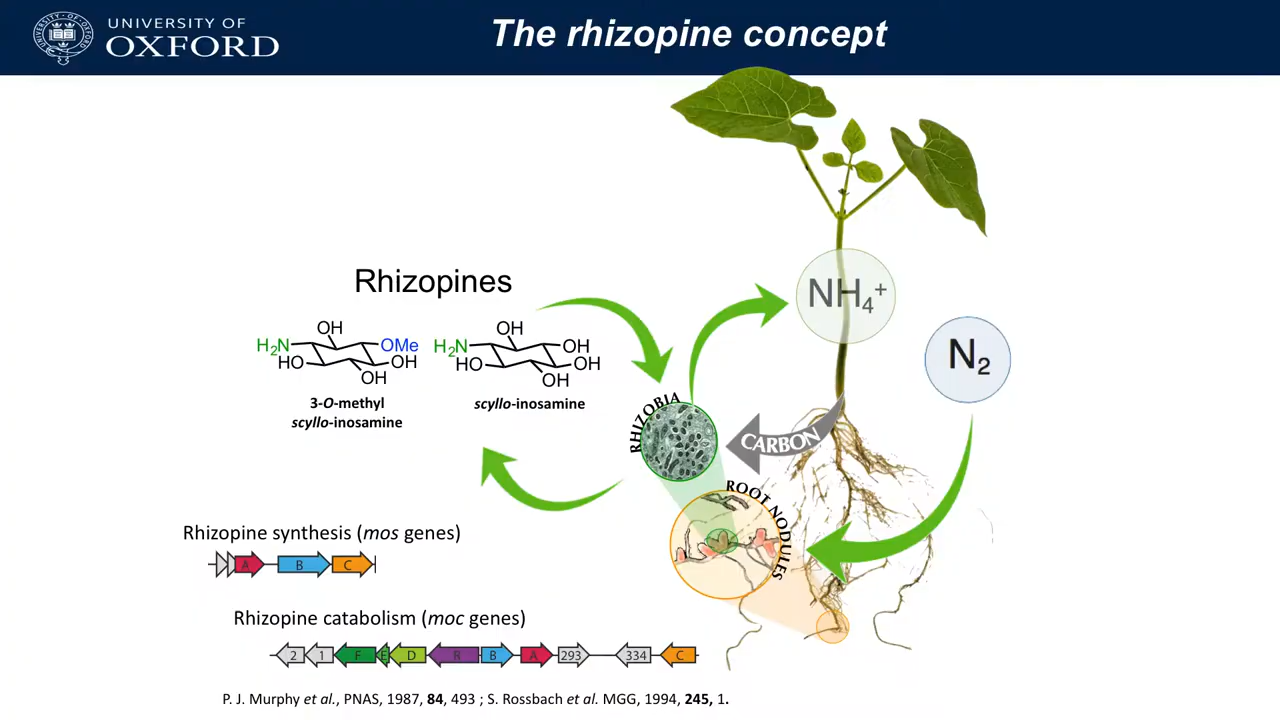 UNIVERSITY OF
OXFORD
The rhizopine concept
Rhizopines
OH
H₂N
OMe
HO
OH
OH
3-O-methyl
scyllo-inosamine
OH
H₂N
OH
HO
OH
OH
scyllo-inosamine
NH₄⁺
N₂
RHIZOBIA
CARBON
ROOT NODULES
Rhizopine synthesis (mos genes)
A B C
Rhizopine catabolism (moc genes)
2 1 F E D R B A 293 334 C
P. J. Murphy et al., PNAS, 1987, 84, 493 ; S. Rossbach et al. MGG, 1994, 245, 1.